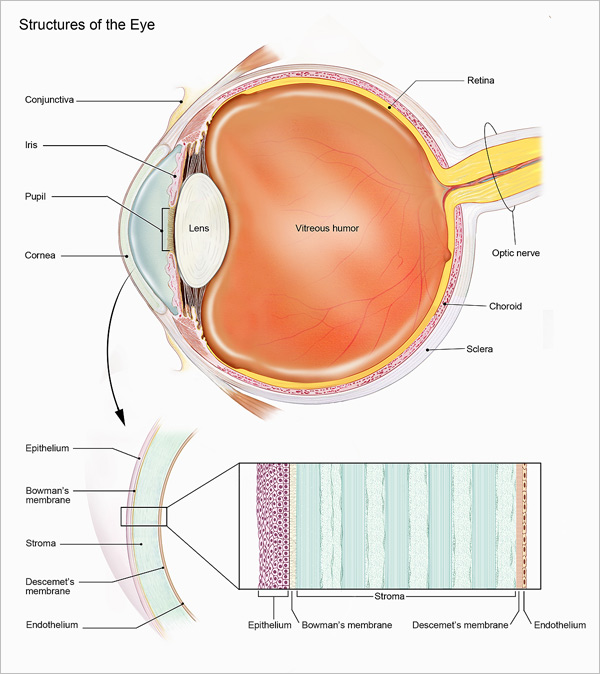 Structures of the Eye
Conjunctiva
Iris
Pupil
Cornea
Lens
Vitreous humor
Retina
Optic nerve
Choroid
Sclera
Epithelium
Bowman's
membrane
Stroma
Descemet's
membrane
Endothelium
Stroma
Epithelium
Bowman's membrane
Descemet's membrane
Endothelium